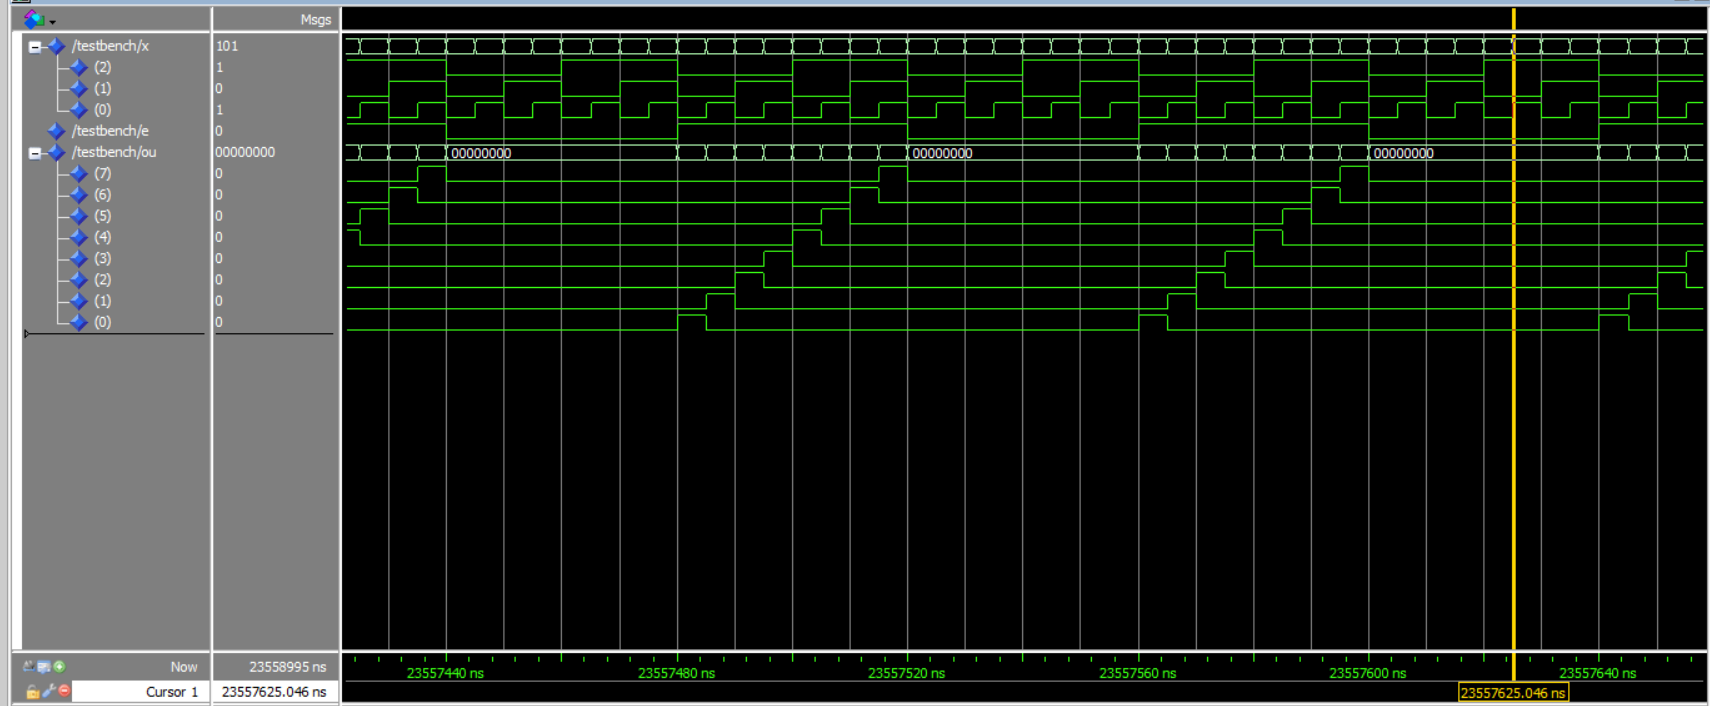 Msgs
/testbench/x 101
(2) 1
(1) 0
(0) 1
/testbench/e 0
/testbench/ou 00000000 00000000 00000000 00000000
(7) 0
(6) 0
(5) 0
(4) 0
(3) 0
(2) 0
(1) 0
(0) 0
Now 23558995 ns 23557440 ns 23557480 ns 23557520 ns 23557560 ns 23557600 ns 23557640 ns
Cursor 1 23557625.046 ns 23557625.046 ns